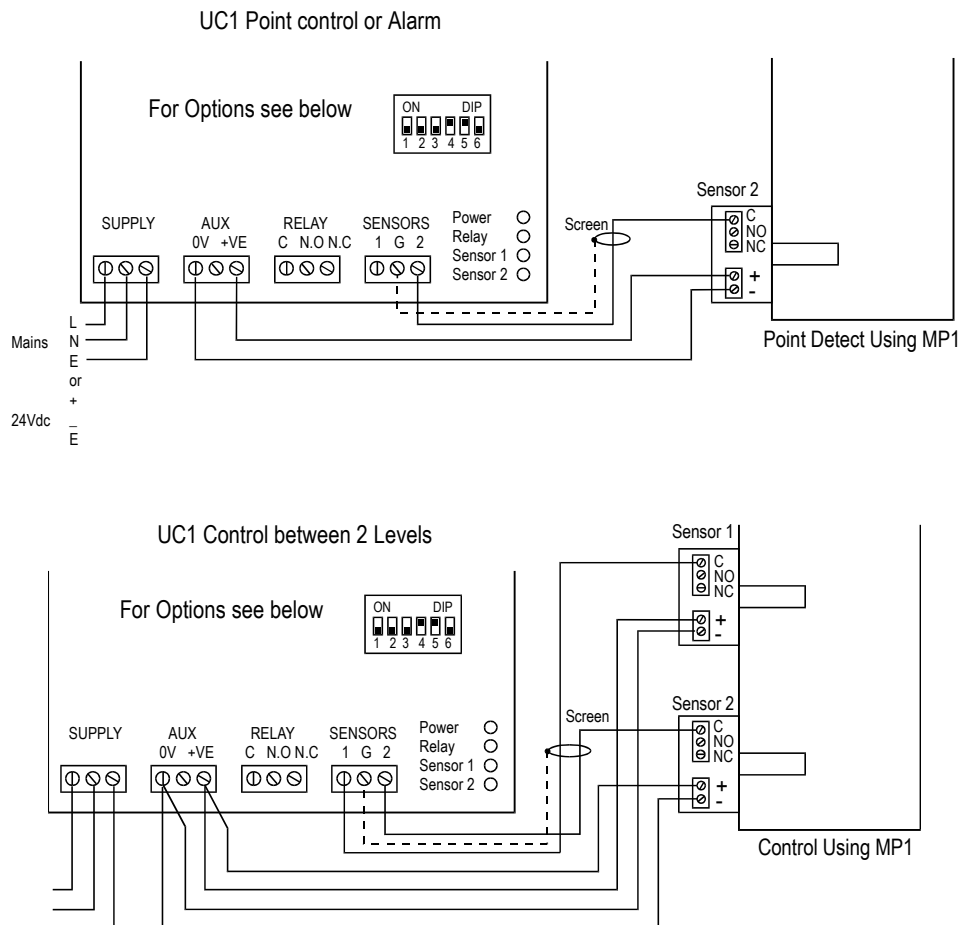 UC1 Point control or Alarm
For Options see below
ON DIP
1 2 3 4 5 6
SUPPLY
AUX
0V +VE
RELAY
C N.O N.C
SENSORS
1 G 2
Power
Relay
Sensor 1
Sensor 2
Screen
Sensor 2
C
NO
NC
+
-
Point Detect Using MP1
Mains
L
N
E
or
+
24Vdc _
E
UC1 Control between 2 Levels
For Options see below
ON DIP
1 2 3 4 5 6
SUPPLY
AUX
0V +VE
RELAY
C N.O N.C
SENSORS
1 G 2
Power
Relay
Sensor 1
Sensor 2
Screen
Sensor 1
C
NO
NC
+
-
Sensor 2
C
NO
NC
+
-
Control Using MP1